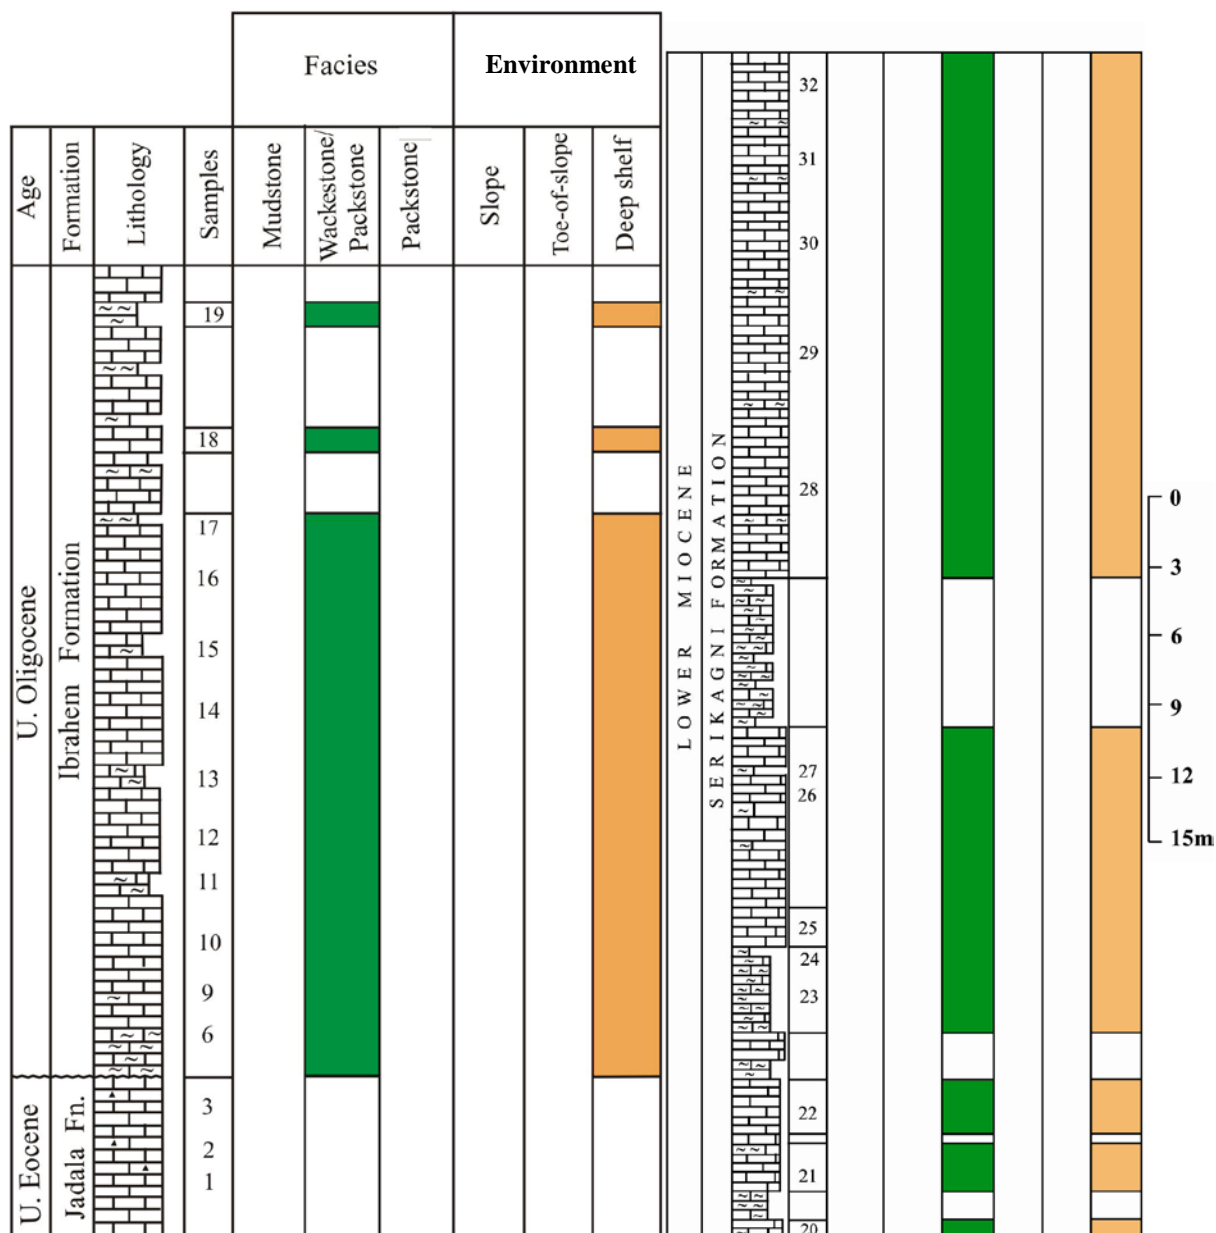 Facies
Environment
Age
Formation
Lithology
Samples
Mudstone
Wackestone/
Packstone
Packstone
Slope
Toe-of-slope
Deep shelf
U. Oligocene
Ibrahem Formation
19
18
17
16
15
14
13
12
11
10
9
6
U. Eocene
Jadala Fn.
3
2
1
LOWER MIOCENE
SERIKAGNI FORMATION
32
31
30
29
28
27
26
25
24
23
22
21
20
0
3
6
9
12
15m